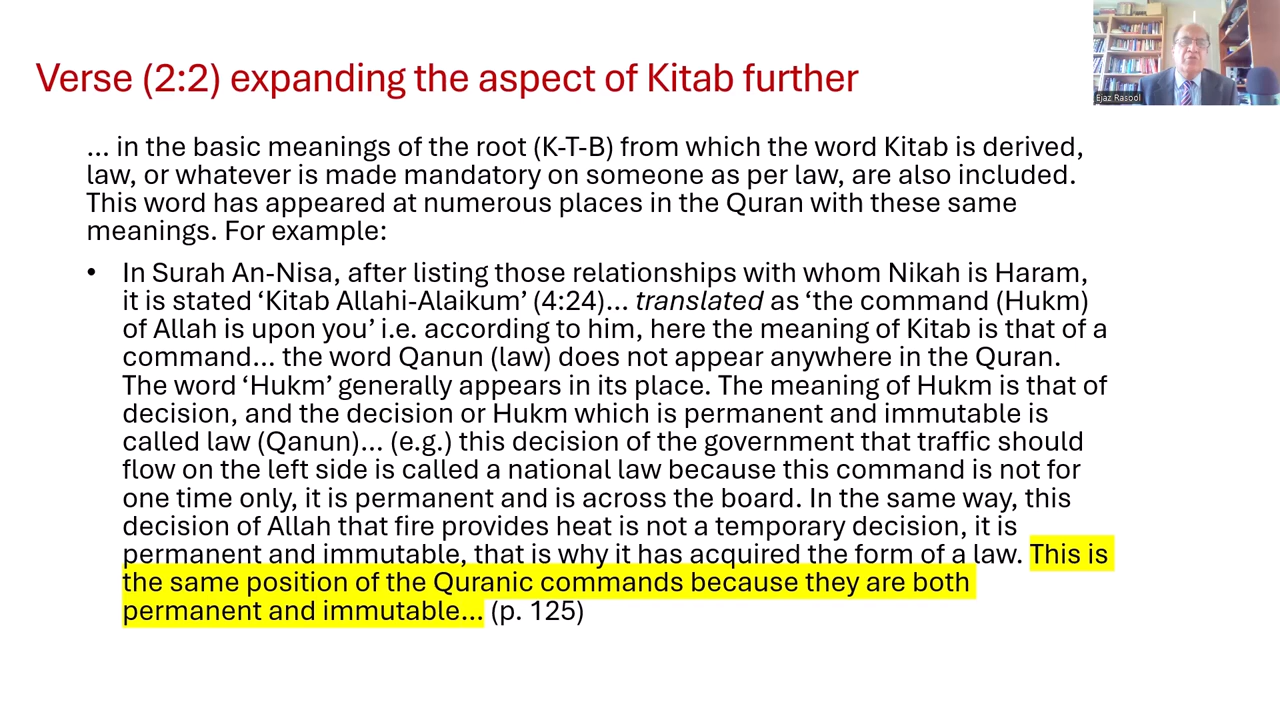 Verse (2:2) expanding the aspect of Kitab further
Ejaz Rasool
... in the basic meanings of the root (K-T-B) from which the word Kitab is derived,
law, or whatever is made mandatory on someone as per law, are also included.
This word has appeared at numerous places in the Quran with these same
meanings. For example:
• In Surah An-Nisa, after listing those relationships with whom Nikah is Haram,
it is stated ‘Kitab Allahi-Alaikum’ (4:24)... translated as ‘the command (Hukm)
of Allah is upon you’ i.e. according to him, here the meaning of Kitab is that of a
command... the word Qanun (law) does not appear anywhere in the Quran.
The word ‘Hukm’ generally appears in its place. The meaning of Hukm is that of
decision, and the decision or Hukm which is permanent and immutable is
called law (Qanun)... (e.g.) this decision of the government that traffic should
flow on the left side is called a national law because this command is not for
one time only, it is permanent and is across the board. In the same way, this
decision of Allah that fire provides heat is not a temporary decision, it is
permanent and immutable, that is why it has acquired the form of a law. This is
the same position of the Quranic commands because they are both
permanent and immutable... (p. 125)